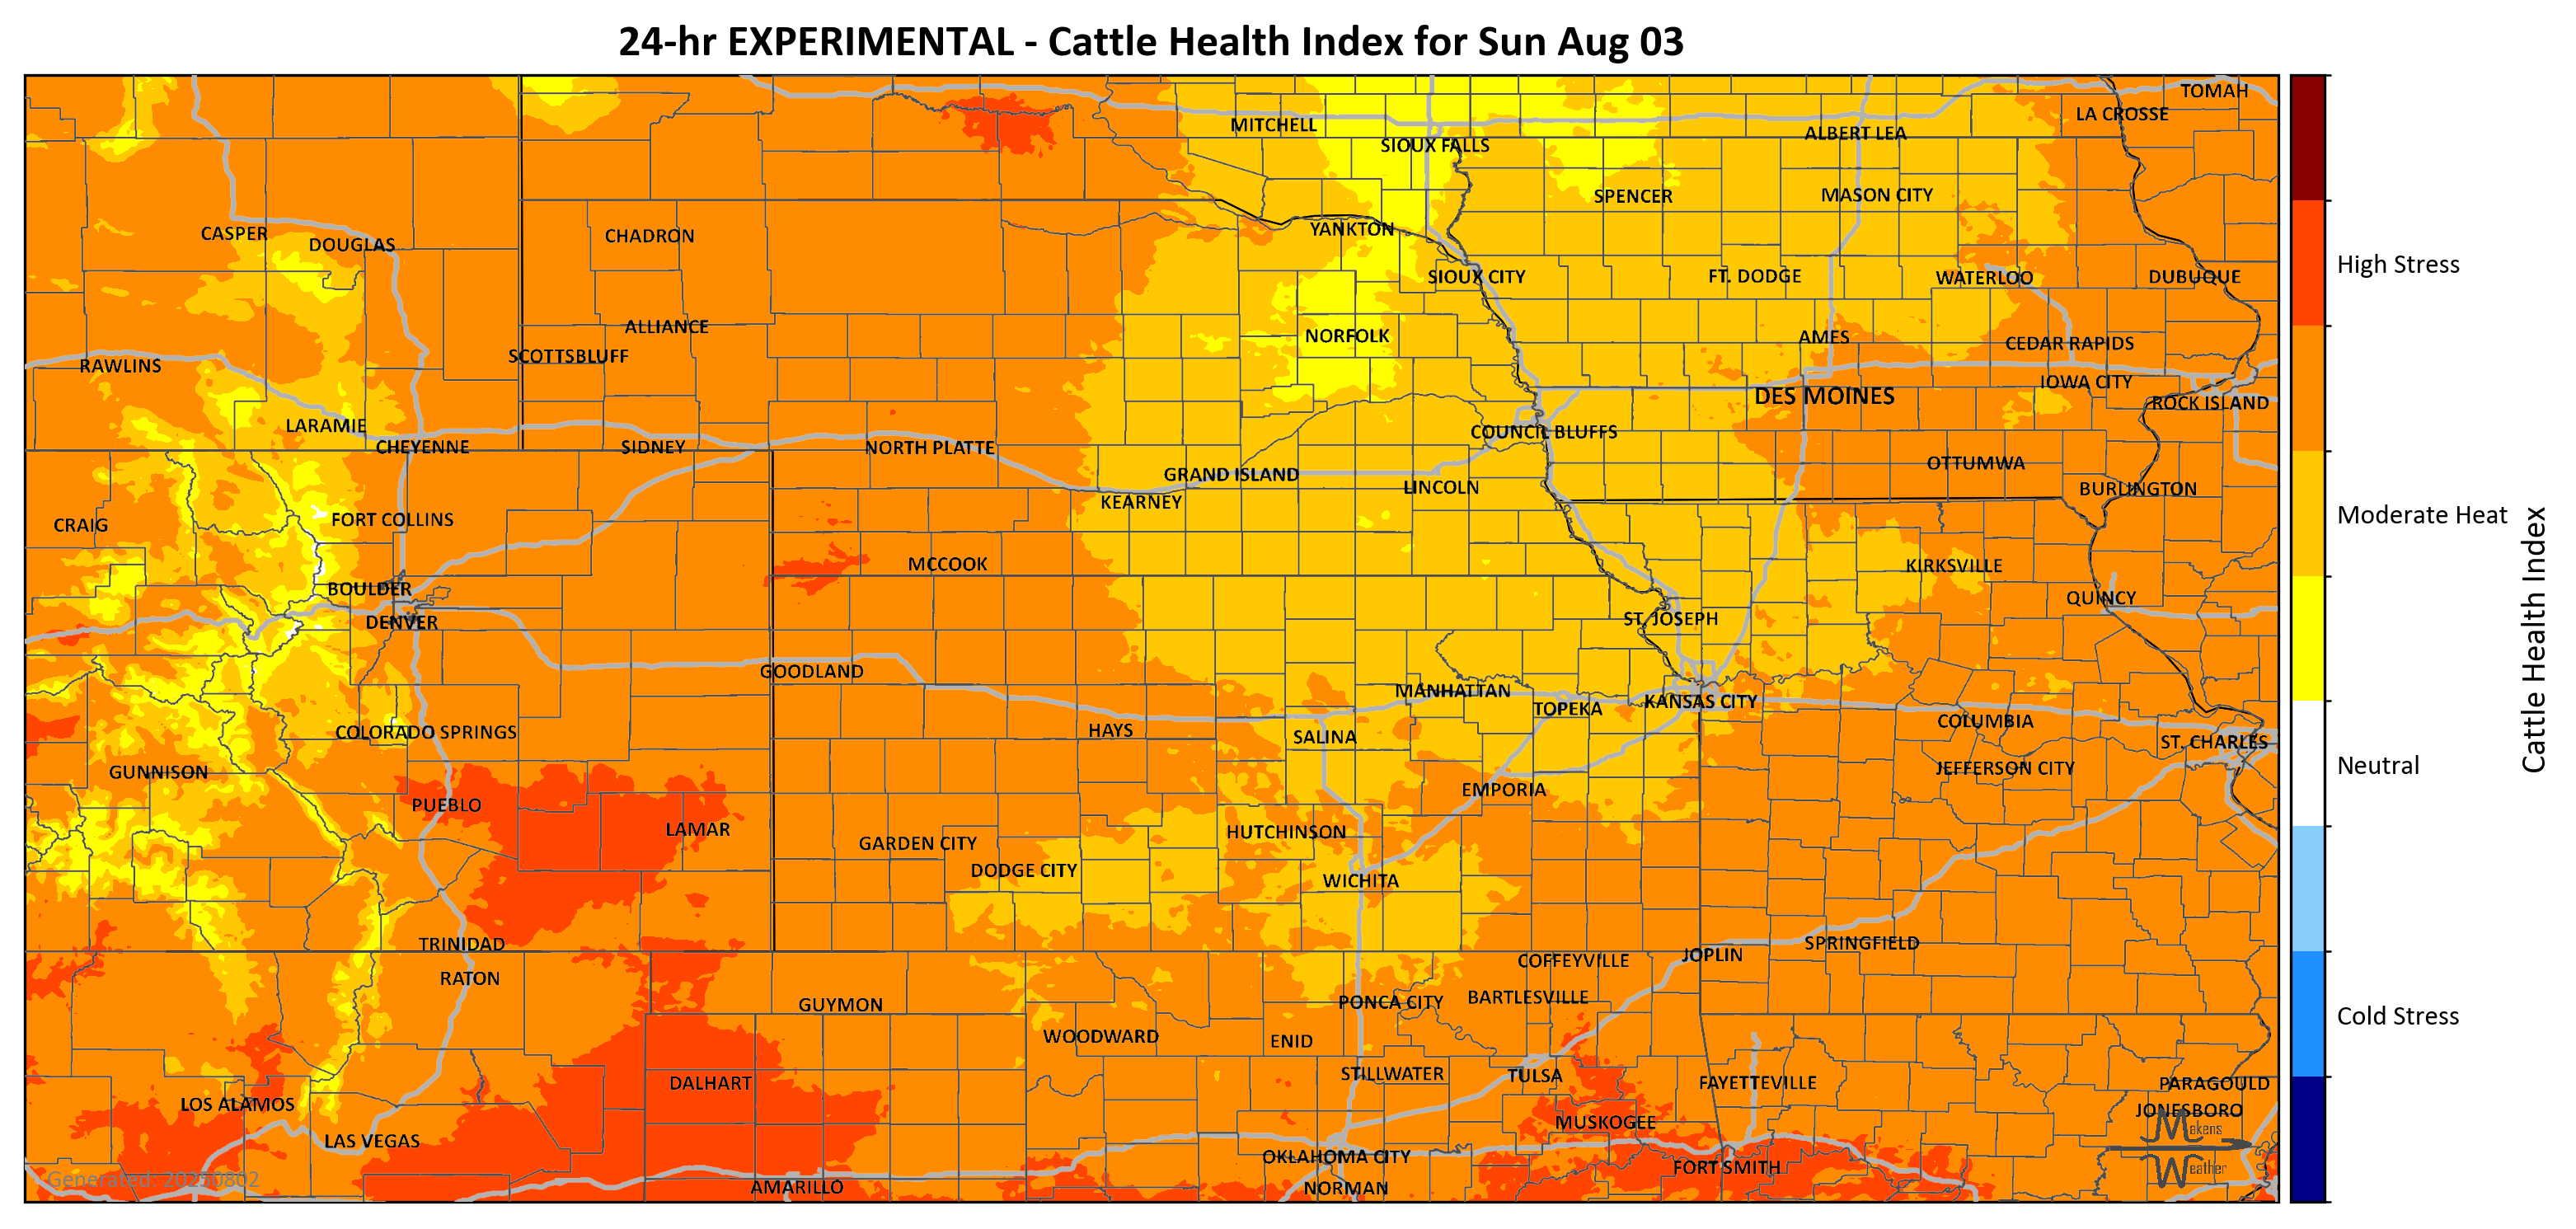 24-hr EXPERIMENTAL - Cattle Health Index for Sun Aug 03
TOMAH
LA CROSSE
MITCHELL
ALBERT LEA
SIOUX FALLS
SPENCER
MASON CITY
CASPER
DOUGLAS
CHADRON
YANKTON
SIOUX CITY
FT. DODGE
WATERLOO
DUBUQUE
ALLIANCE
NORFOLK
AMES
CEDAR RAPIDS
SCOTTSBLUFF
RAWLINS
IOWA CITY
DES MOINES
ROCK ISLAND
LARAMIE
COUNCIL BLUFFS
CHEYENNE
SIDNEY
NORTH PLATTE
OTTUMWA
GRAND ISLAND
LINCOLN
BURLINGTON
KEARNEY
CRAIG
FORT COLLINS
MCCOOK
KIRKSVILLE
BOULDER
QUINCY
DENVER
ST. JOSEPH
GOODLAND
MANHATTAN
KANSAS CITY
TOPEKA
COLUMBIA
COLORADO SPRINGS
HAYS
SALINA
ST. CHARLES
GUNNISON
JEFFERSON CITY
EMPORIA
PUEBLO
LAMAR
HUTCHINSON
GARDEN CITY
DODGE CITY
WICHITA
TRINIDAD
SPRINGFIELD
JOPLIN
COFFEYVILLE
RATON
BARTLESVILLE
GUYMON
PONCA CITY
WOODWARD
ENID
STILLWATER
TULSA
DALHART
FAYETTEVILLE
PARAGOULD
LOS ALAMOS
JONESBORO
MUSKOGEE
Makens
LAS VEGAS
OKLAHOMA CITY
FORT SMITH
Weather
Generated: 20250802
AMARILLO
NORMAN
High Stress
Moderate Heat
Neutral
Cold Stress
Cattle Health Index